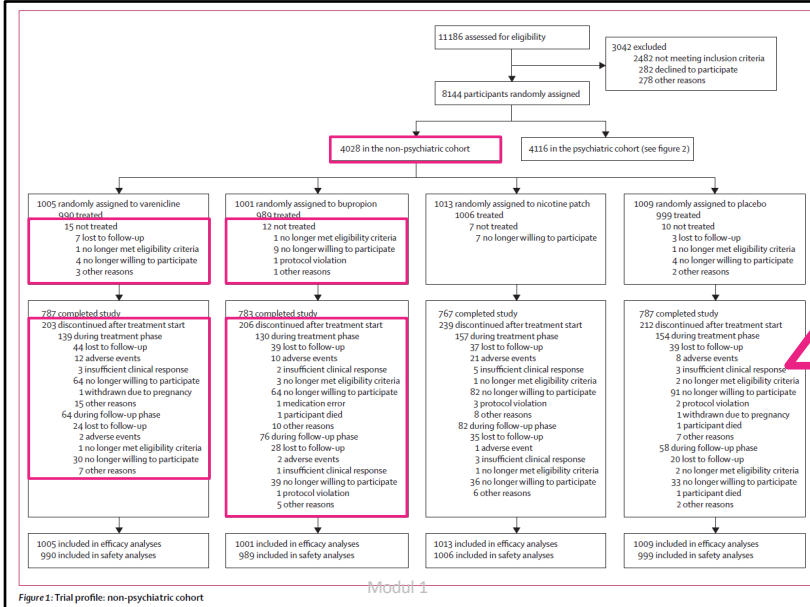 11186 assessed for eligibility
3042 excluded
2482 not meeting inclusion criteria
282 declined to participate
278 other reasons
8144 participants randomly assigned
4028 in the non-psychiatric cohort
4116 in the psychiatric cohort (see figure 2)
1005 randomly assigned to varenicline
990 treated
15 not treated
7 lost to follow-up
1 no longer met eligibility criteria
4 no longer willing to participate
3 other reasons
1001 randomly assigned to bupropion
989 treated
12 not treated
1 no longer met eligibility criteria
9 no longer willing to participate
1 protocol violation
1 other reasons
1013 randomly assigned to nicotine patch
1006 treated
7 not treated
7 no longer willing to participate
1009 randomly assigned to placebo
999 treated
10 not treated
3 lost to follow-up
1 no longer met eligibility criteria
4 no longer willing to participate
2 other reasons
787 completed study
203 discontinued after treatment start
139 during treatment phase
44 lost to follow-up
12 adverse events
3 insufficient clinical response
64 no longer willing to participate
1 withdrawn due to pregnancy
15 other reasons
64 during follow-up phase
24 lost to follow-up
2 adverse events
1 no longer met eligibility criteria
30 no longer willing to participate
7 other reasons
783 completed study
206 discontinued after treatment start
130 during treatment phase
39 lost to follow-up
10 adverse events
2 insufficient clinical response
3 no longer met eligibility criteria
64 no longer willing to participate
1 medication error
1 participant died
10 other reasons
76 during follow-up phase
28 lost to follow-up
2 adverse events
1 insufficient clinical response
39 no longer willing to participate
1 protocol violation
5 other reasons
767 completed study
239 discontinued after treatment start
157 during treatment phase
37 lost to follow-up
21 adverse events
5 insufficient clinical response
1 no longer met eligibility criteria
82 no longer willing to participate
3 protocol violation
8 other reasons
82 during follow-up phase
35 lost to follow-up
1 adverse event
3 insufficient clinical response
1 no longer met eligibility criteria
36 no longer willing to participate
6 other reasons
787 completed study
212 discontinued after treatment start
154 during treatment phase
39 lost to follow-up
8 adverse events
3 insufficient clinical response
2 no longer met eligibility criteria
91 no longer willing to participate
2 protocol violation
1 withdrawn due to pregnancy
1 participant died
7 other reasons
58 during follow-up phase
20 lost to follow-up
2 no longer met eligibility criteria
33 no longer willing to participate
1 participant died
2 other reasons
1005 included in efficacy analyses
990 included in safety analyses
1001 included in efficacy analyses
989 included in safety analyses
1013 included in efficacy analyses
1006 included in safety analyses
1009 included in efficacy analyses
999 included in safety analyses
Modul 1
Figure 1: Trial profile: non-psychiatric cohort